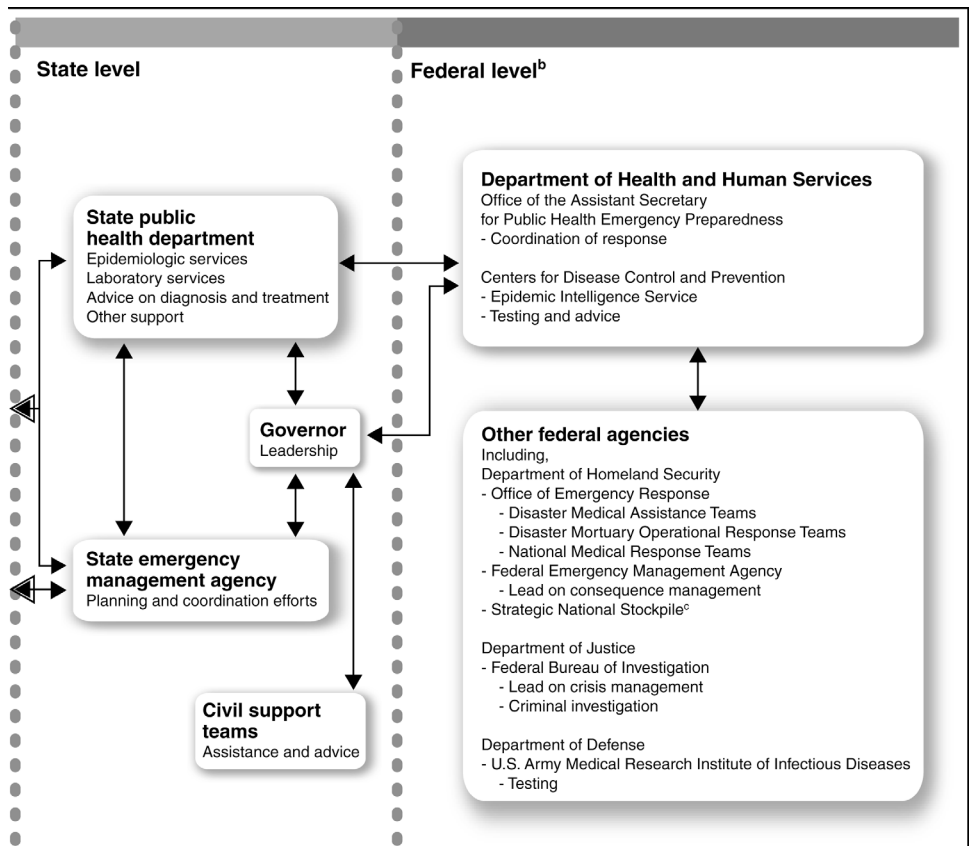 State level
Federal levelᵇ
State public
health department
Epidemiologic services
Laboratory services
Advice on diagnosis and treatment
Other support
Governor
Leadership
State emergency
management agency
Planning and coordination efforts
Civil support
teams
Assistance and advice
Department of Health and Human Services
Office of the Assistant Secretary
for Public Health Emergency Preparedness
- Coordination of response
Centers for Disease Control and Prevention
- Epidemic Intelligence Service
- Testing and advice
Other federal agencies
Including,
Department of Homeland Security
- Office of Emergency Response
- Disaster Medical Assistance Teams
- Disaster Mortuary Operational Response Teams
- National Medical Response Teams
- Federal Emergency Management Agency
- Lead on consequence management
- Strategic National Stockpileᶜ
Department of Justice
- Federal Bureau of Investigation
- Lead on crisis management
- Criminal investigation
Department of Defense
- U.S. Army Medical Research Institute of Infectious Diseases
- Testing